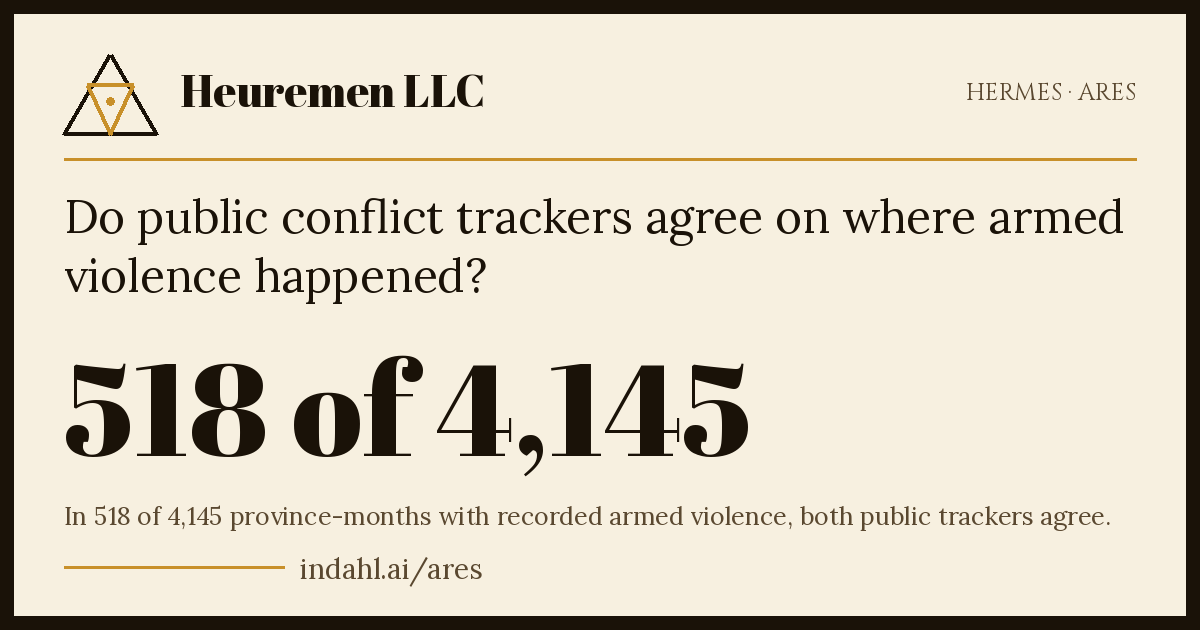 Heuremen LLC
HERMES · ARES
Do public conflict trackers agree on where armed
violence happened?
518 of 4,145
In 518 of 4,145 province-months with recorded armed violence, both public trackers agree.
indahl.ai/ares